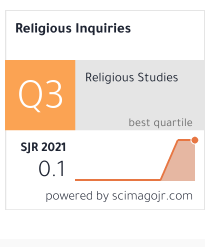 Religious Inquiries
Q3
Religious Studies
best quartile
SJR 2021
0.1
powered by scimagojr.com